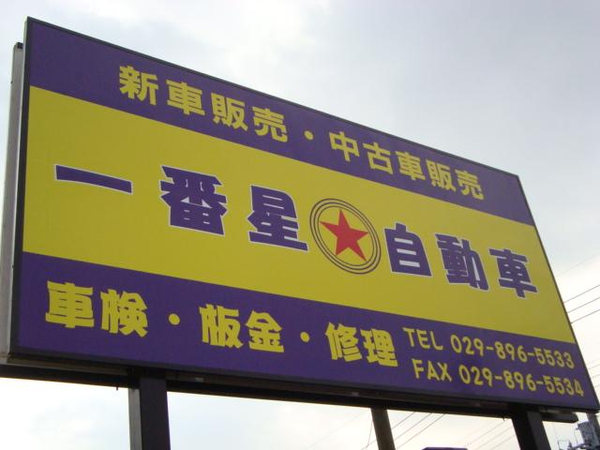 新車販売・中古車販売
一番星 自動車
車検・板金・修理
TEL 029-896-5533
FAX 029-896-5534